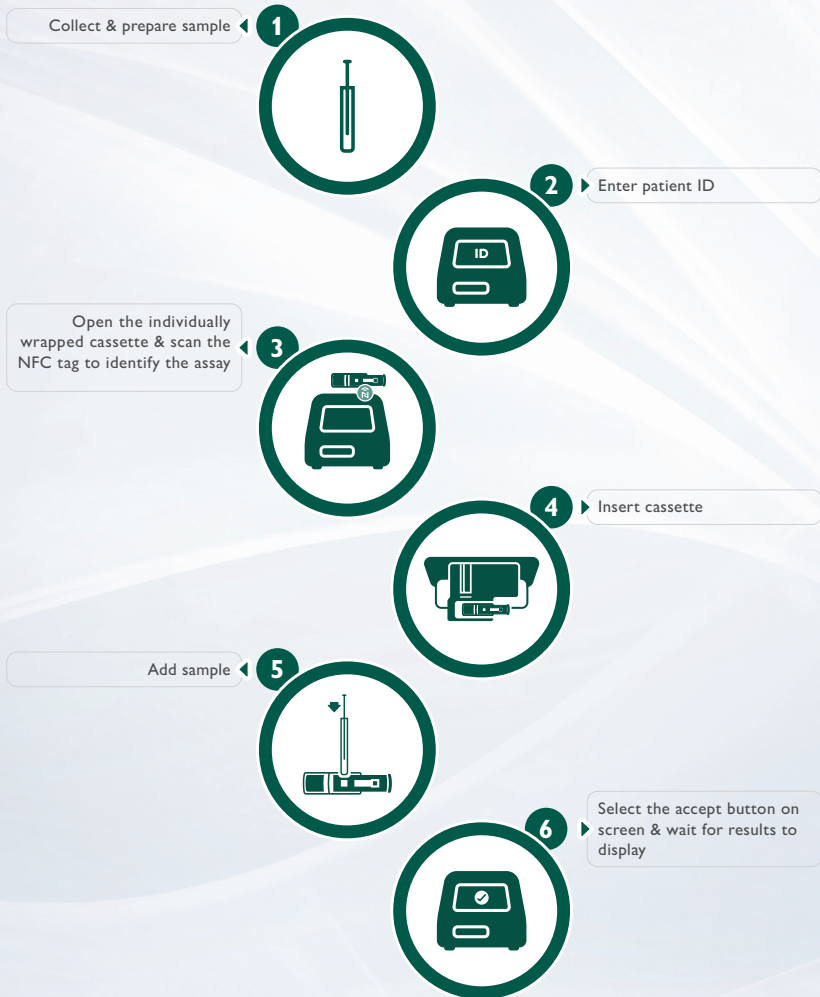 1
Collect & prepare sample
2
Enter patient ID
ID
3
Open the individually
wrapped cassette & scan the
NFC tag to identify the assay
4
Insert cassette
5
Add sample
6
Select the accept button on
screen & wait for results to
display